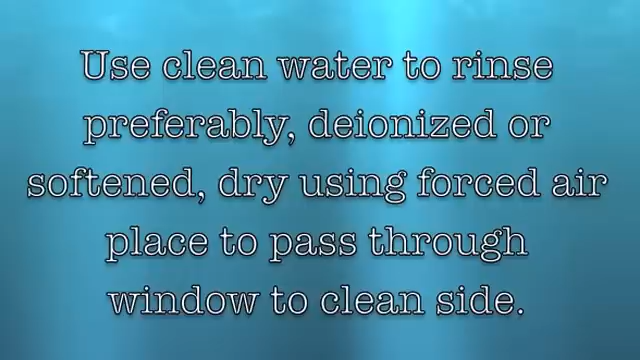 Use clean water to rinse
preferably, deionized or
softened, dry using forced air
place to pass through
window to clean side.